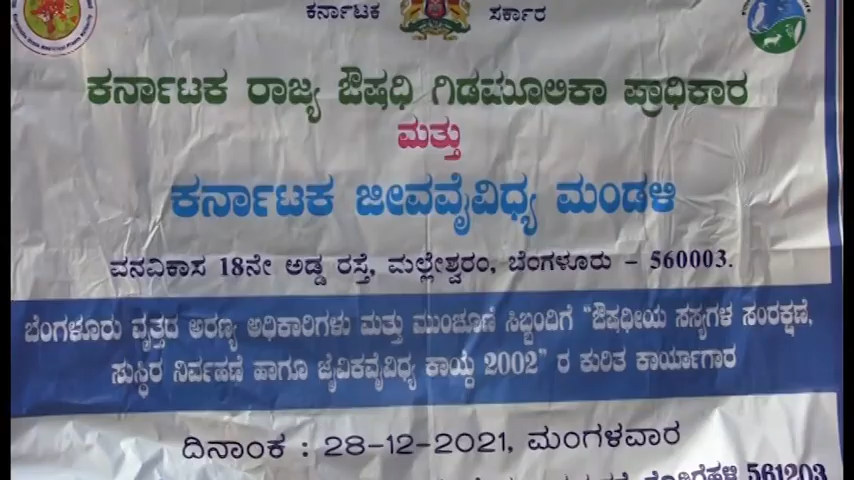 ಕರ್ನಾಟಕ ಸರ್ಕಾರ
ಕರ್ನಾಟಕ ರಾಜ್ಯ ಔಷಧಿ ಗಿಡಮೂಲಿಕಾ ಪ್ರಾಧಿಕಾರ
ಮತ್ತು
ಕರ್ನಾಟಕ ಜೀವವೈವಿಧ್ಯ ಮಂಡಳಿ
ವನವಿಕಾಸ 18ನೇ ಅಡ್ಡ ರಸ್ತೆ, ಮಲ್ಲೇಶ್ವರಂ, ಬೆಂಗಳೂರು - 560003.
ಬೆಂಗಳೂರು ವೃತ್ತದ ಅರಣ್ಯ ಅಧಿಕಾರಿಗಳು ಮತ್ತು ಮುಂಚೂಣಿ ಸಿಬ್ಬಂದಿಗೆ "ಔಷಧೀಯ ಸಸ್ಯಗಳ ಸಂರಕ್ಷಣೆ,
ಸುಸ್ಥಿರ ನಿರ್ವಹಣೆ ಹಾಗೂ ಜೈವಿಕವೈವಿಧ್ಯ ಕಾಯ್ದೆ 2002" ರ ಕುರಿತ ಕಾರ್ಯಾಗಾರ
ದಿನಾಂಕ : 28-12-2021, ಮಂಗಳವಾರ
561203